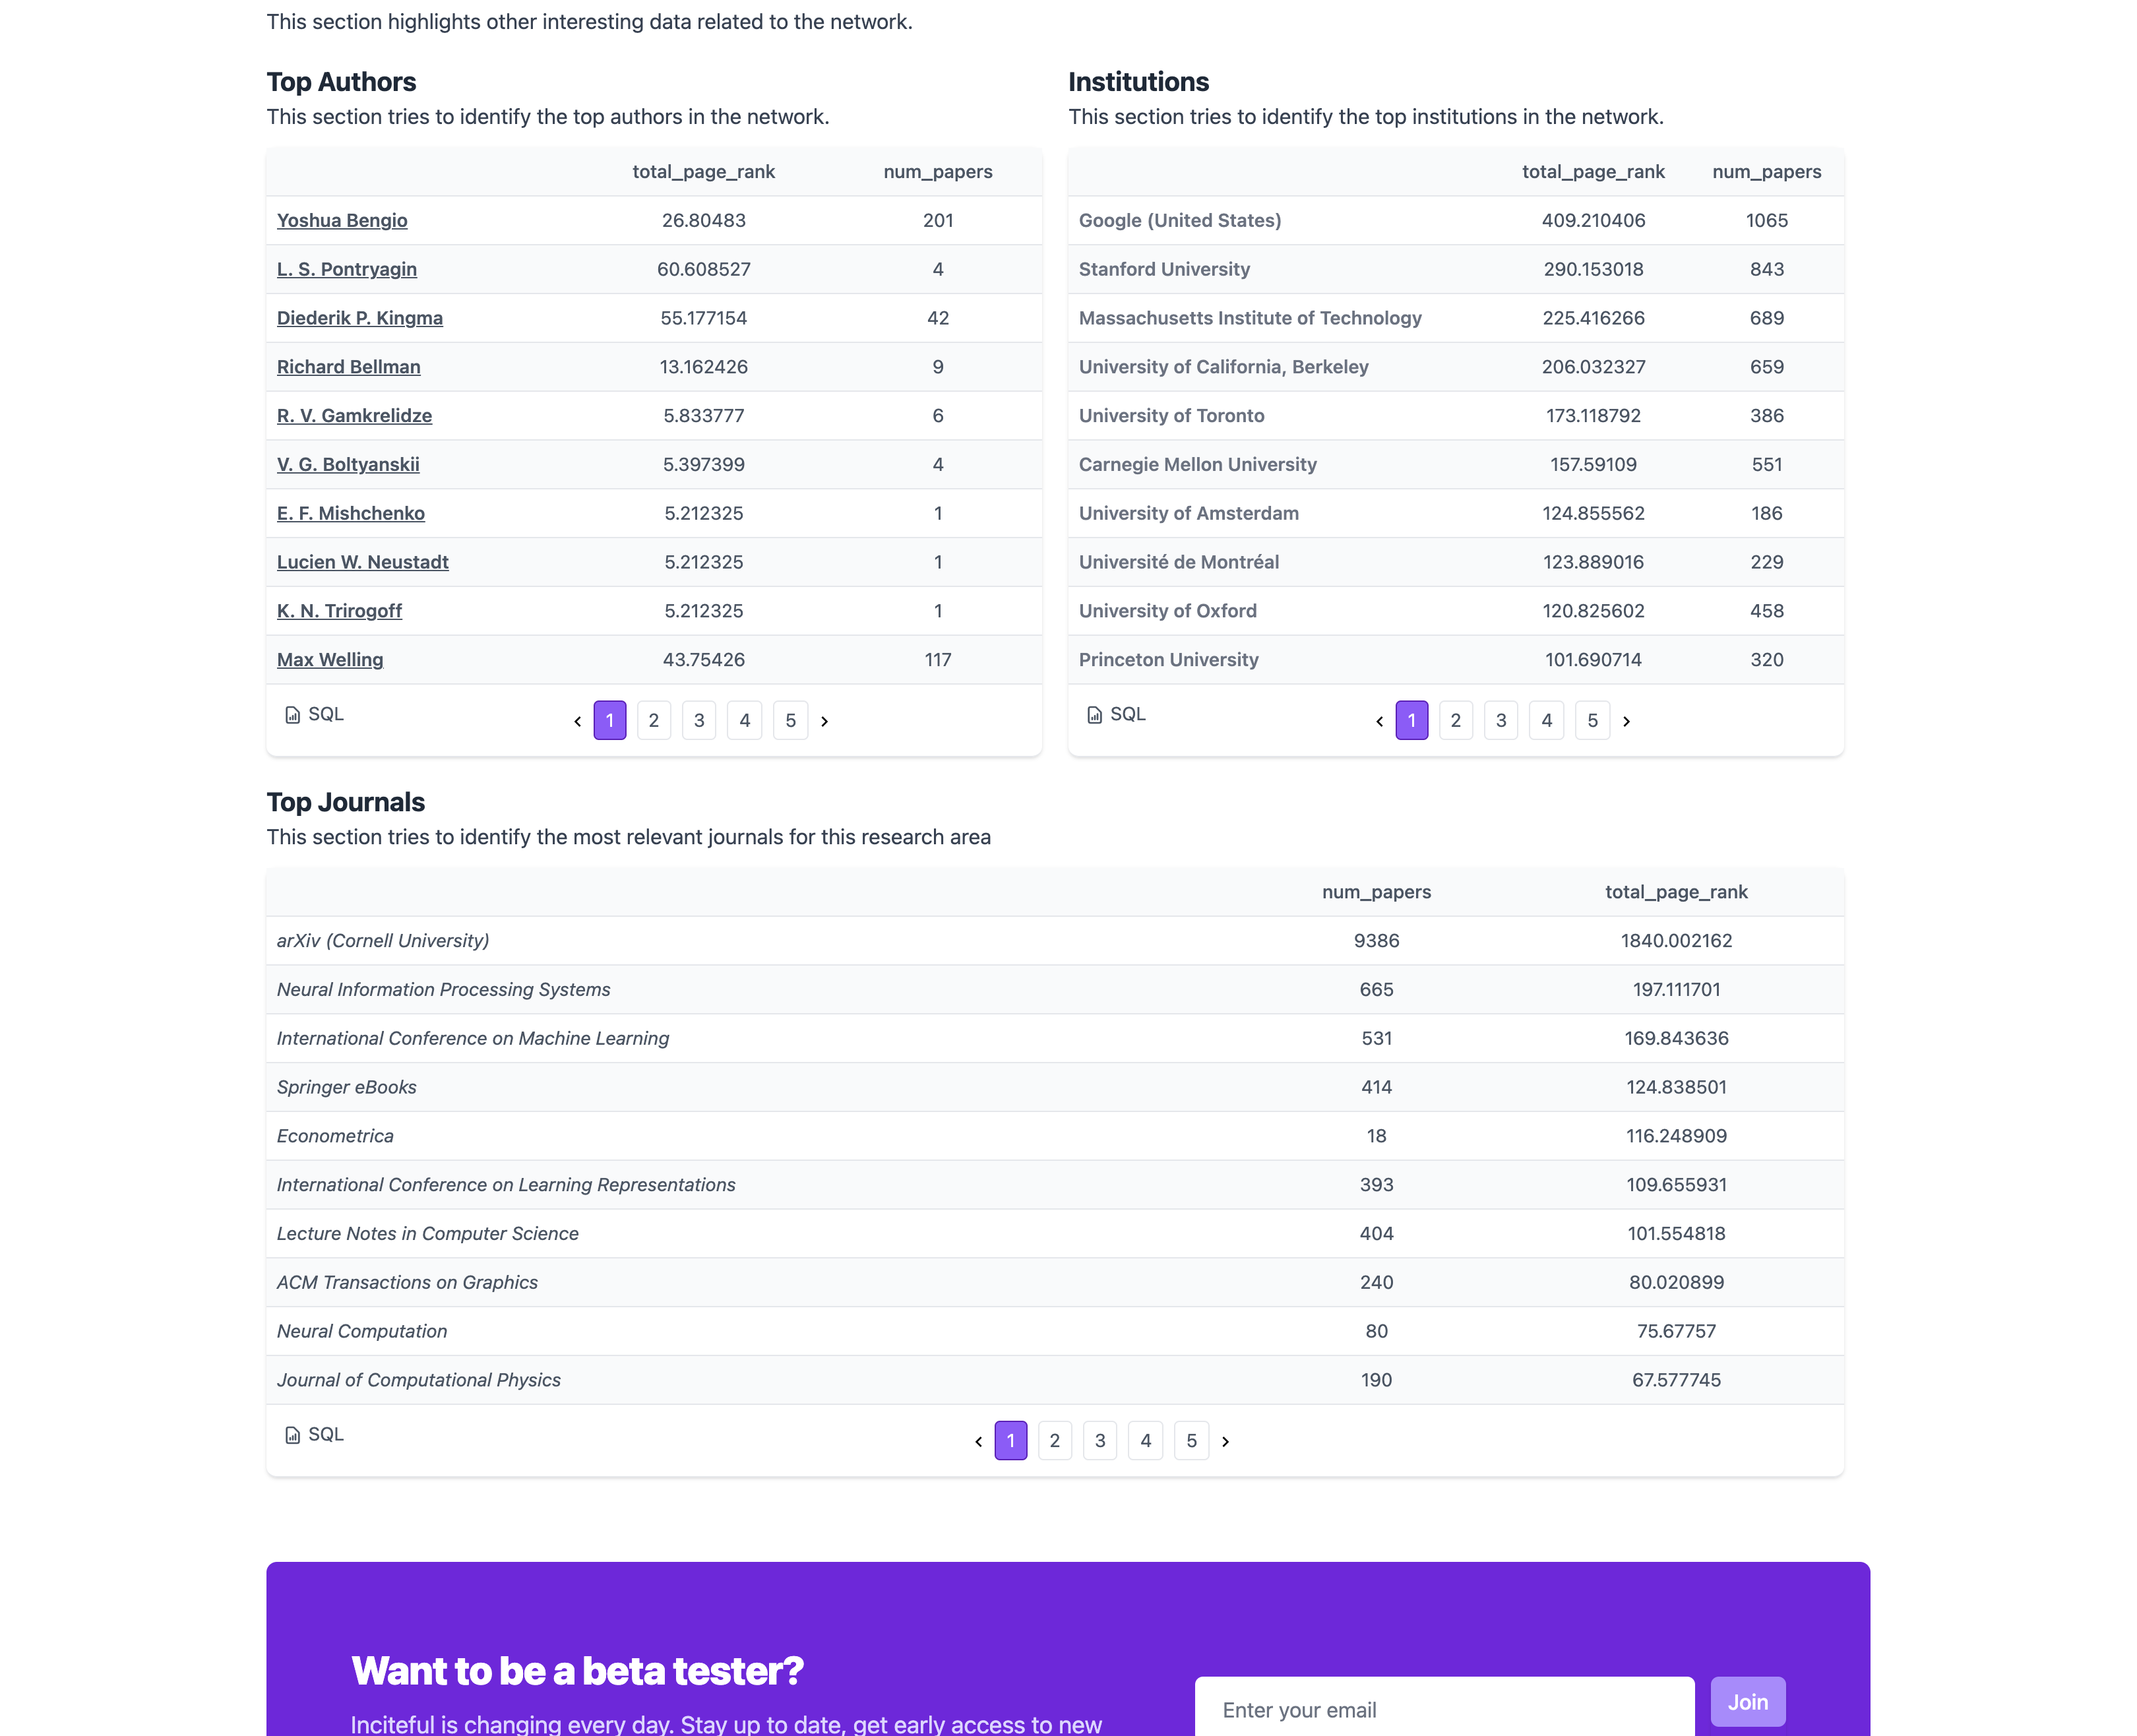 This section highlights other interesting data related to the network.
Top Authors
This section tries to identify the top authors in the network.
total_page_rank num_papers
Yoshua Bengio 26.80483 201
L. S. Pontryagin 60.608527 4
Diederik P. Kingma 55.177154 42
Richard Bellman 13.162426 9
R. V. Gamkrelidze 5.833777 6
V. G. Boltyanskii 5.397399 4
E. F. Mishchenko 5.212325 1
Lucien W. Neustadt 5.212325 1
K. N. Trirogoff 5.212325 1
Max Welling 43.75426 117
SQL ‹ 1 2 3 4 5 ›
Institutions
This section tries to identify the top institutions in the network.
total_page_rank num_papers
Google (United States) 409.210406 1065
Stanford University 290.153018 843
Massachusetts Institute of Technology 225.416266 689
University of California, Berkeley 206.032327 659
University of Toronto 173.118792 386
Carnegie Mellon University 157.59109 551
University of Amsterdam 124.855562 186
Université de Montréal 123.889016 229
University of Oxford 120.825602 458
Princeton University 101.690714 320
SQL ‹ 1 2 3 4 5 ›
Top Journals
This section tries to identify the most relevant journals for this research area
num_papers total_page_rank
arXiv (Cornell University) 9386 1840.002162
Neural Information Processing Systems 665 197.111701
International Conference on Machine Learning 531 169.843636
Springer eBooks 414 124.838501
Econometrica 18 116.248909
International Conference on Learning Representations 393 109.655931
Lecture Notes in Computer Science 404 101.554818
ACM Transactions on Graphics 240 80.020899
Neural Computation 80 75.67757
Journal of Computational Physics 190 67.577745
SQL ‹ 1 2 3 4 5 ›
Want to be a beta tester?
Inciteful is changing every day. Stay up to date, get early access to new
Enter your email
Join